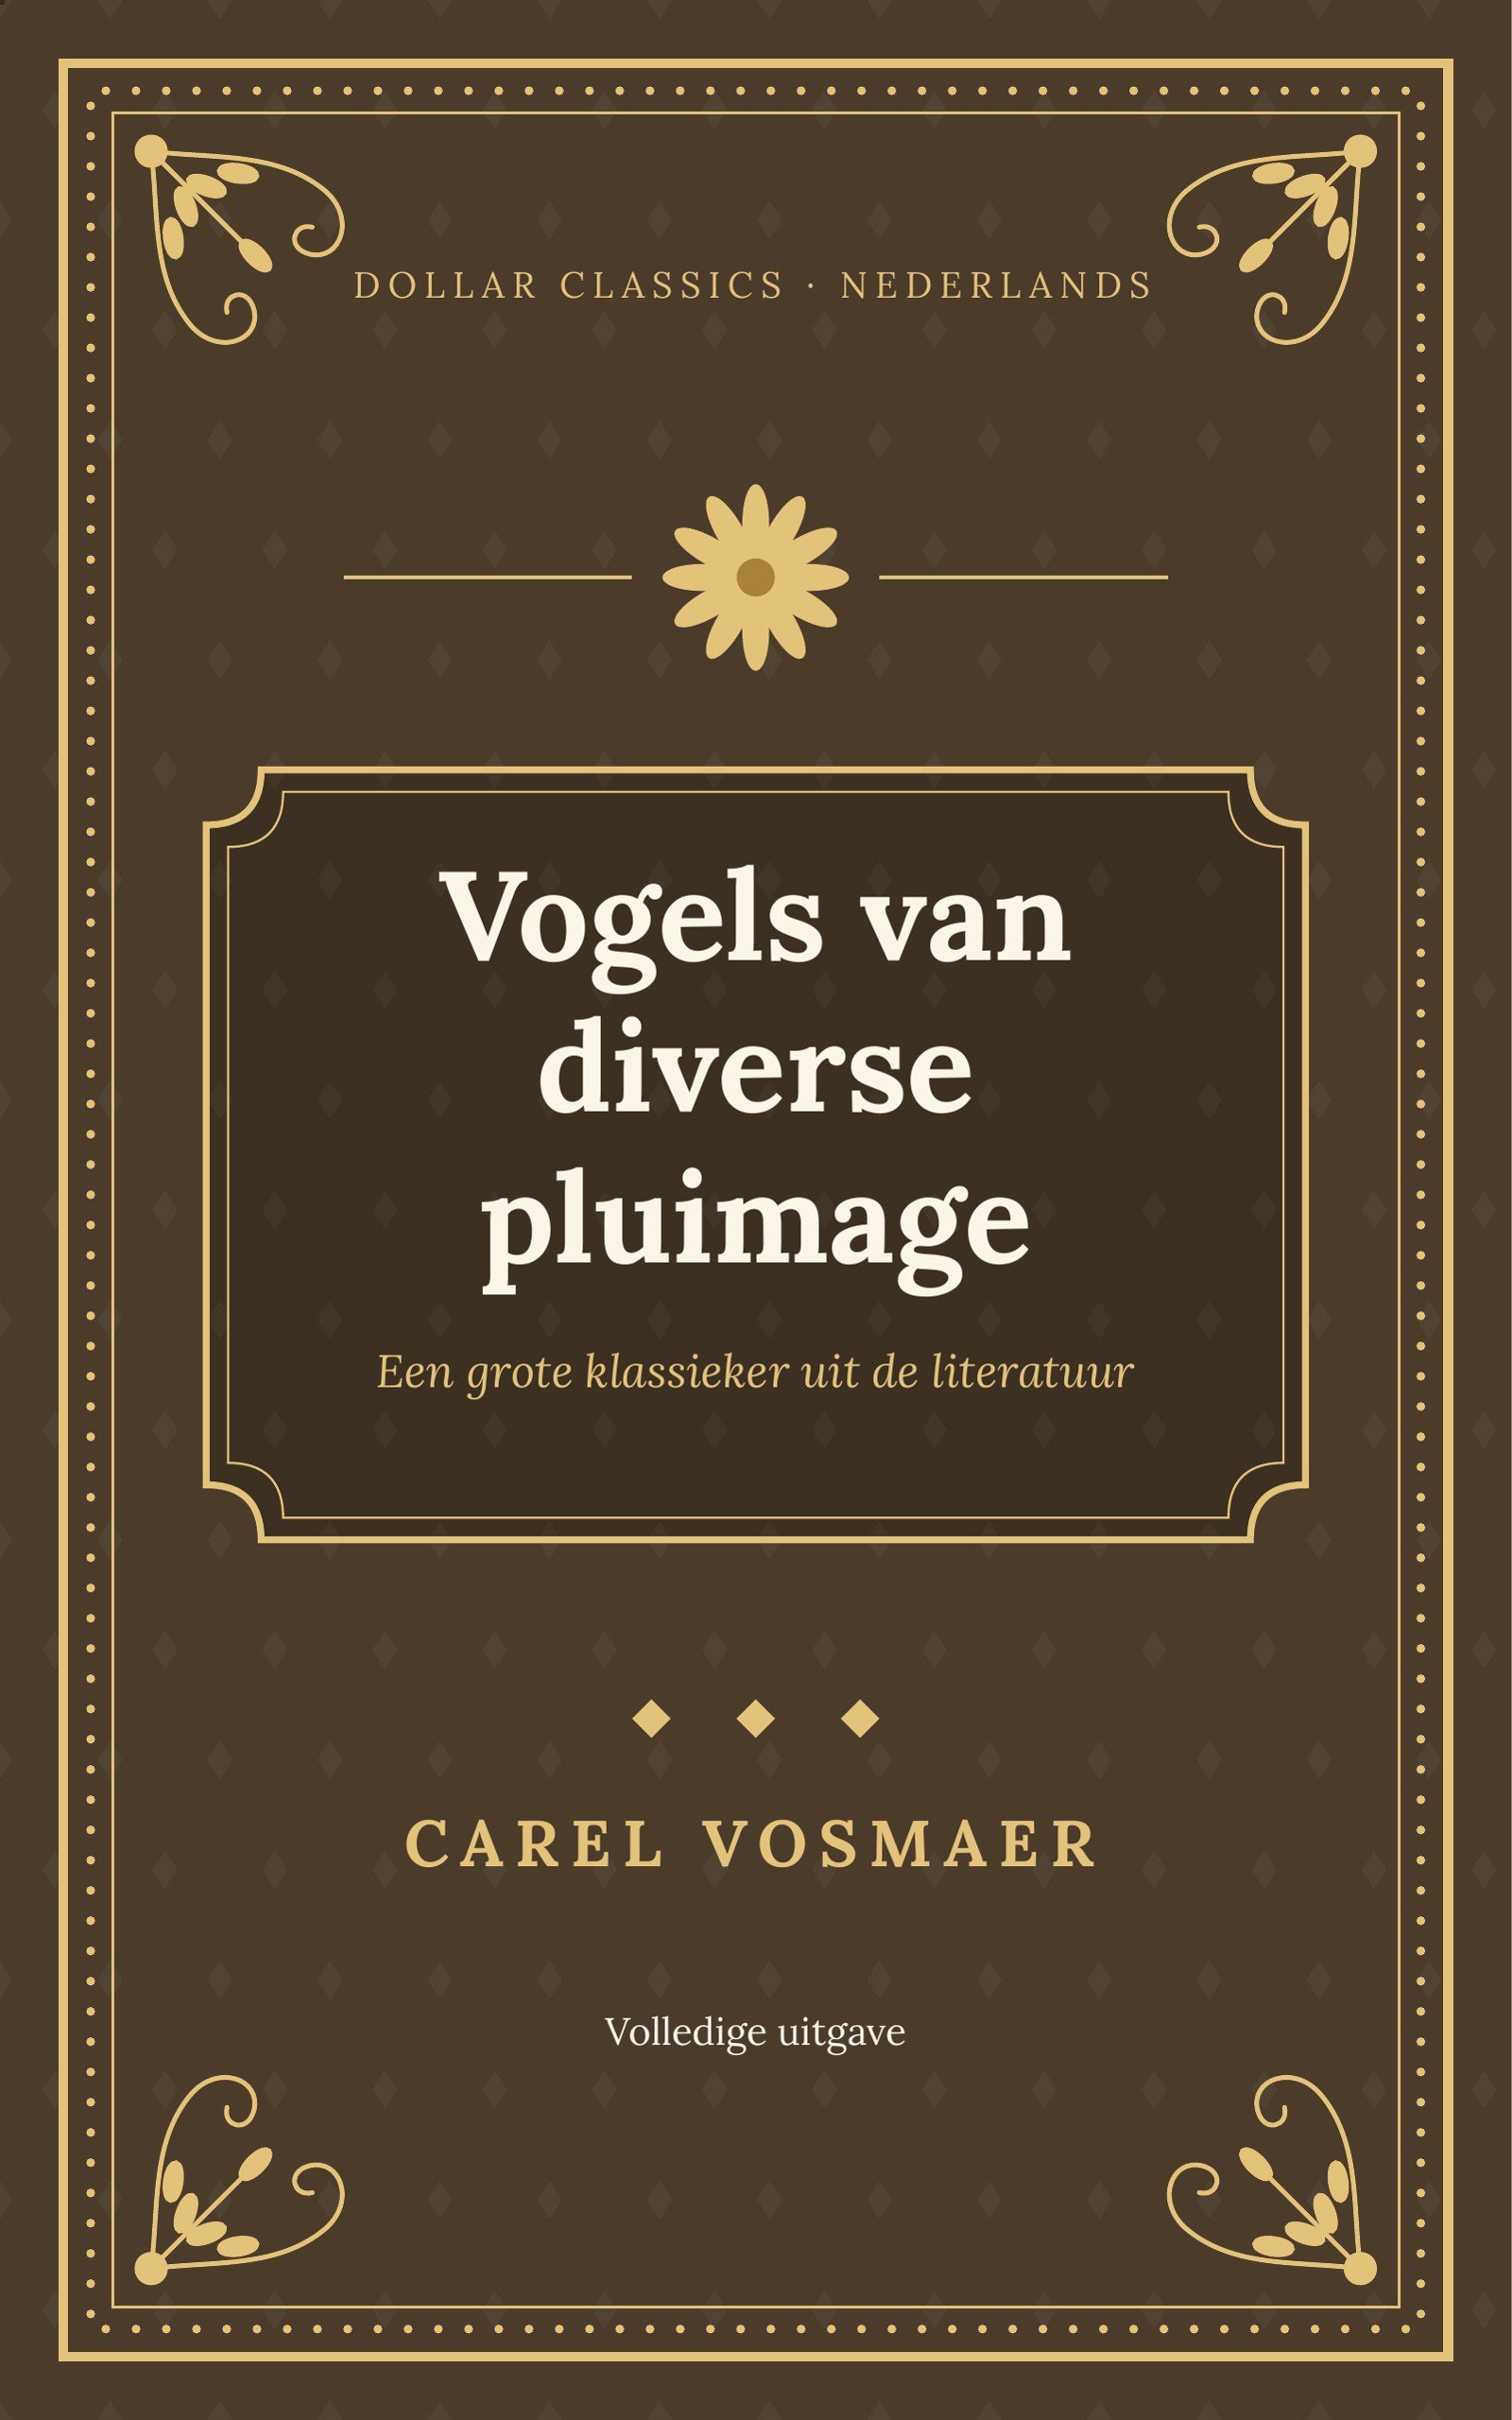 DOLLAR CLASSICS · NEDERLANDS
Vogels van
diverse
pluimage
Een grote klassieker uit de literatuur
CAREL VOSMAER
Volledige uitgave